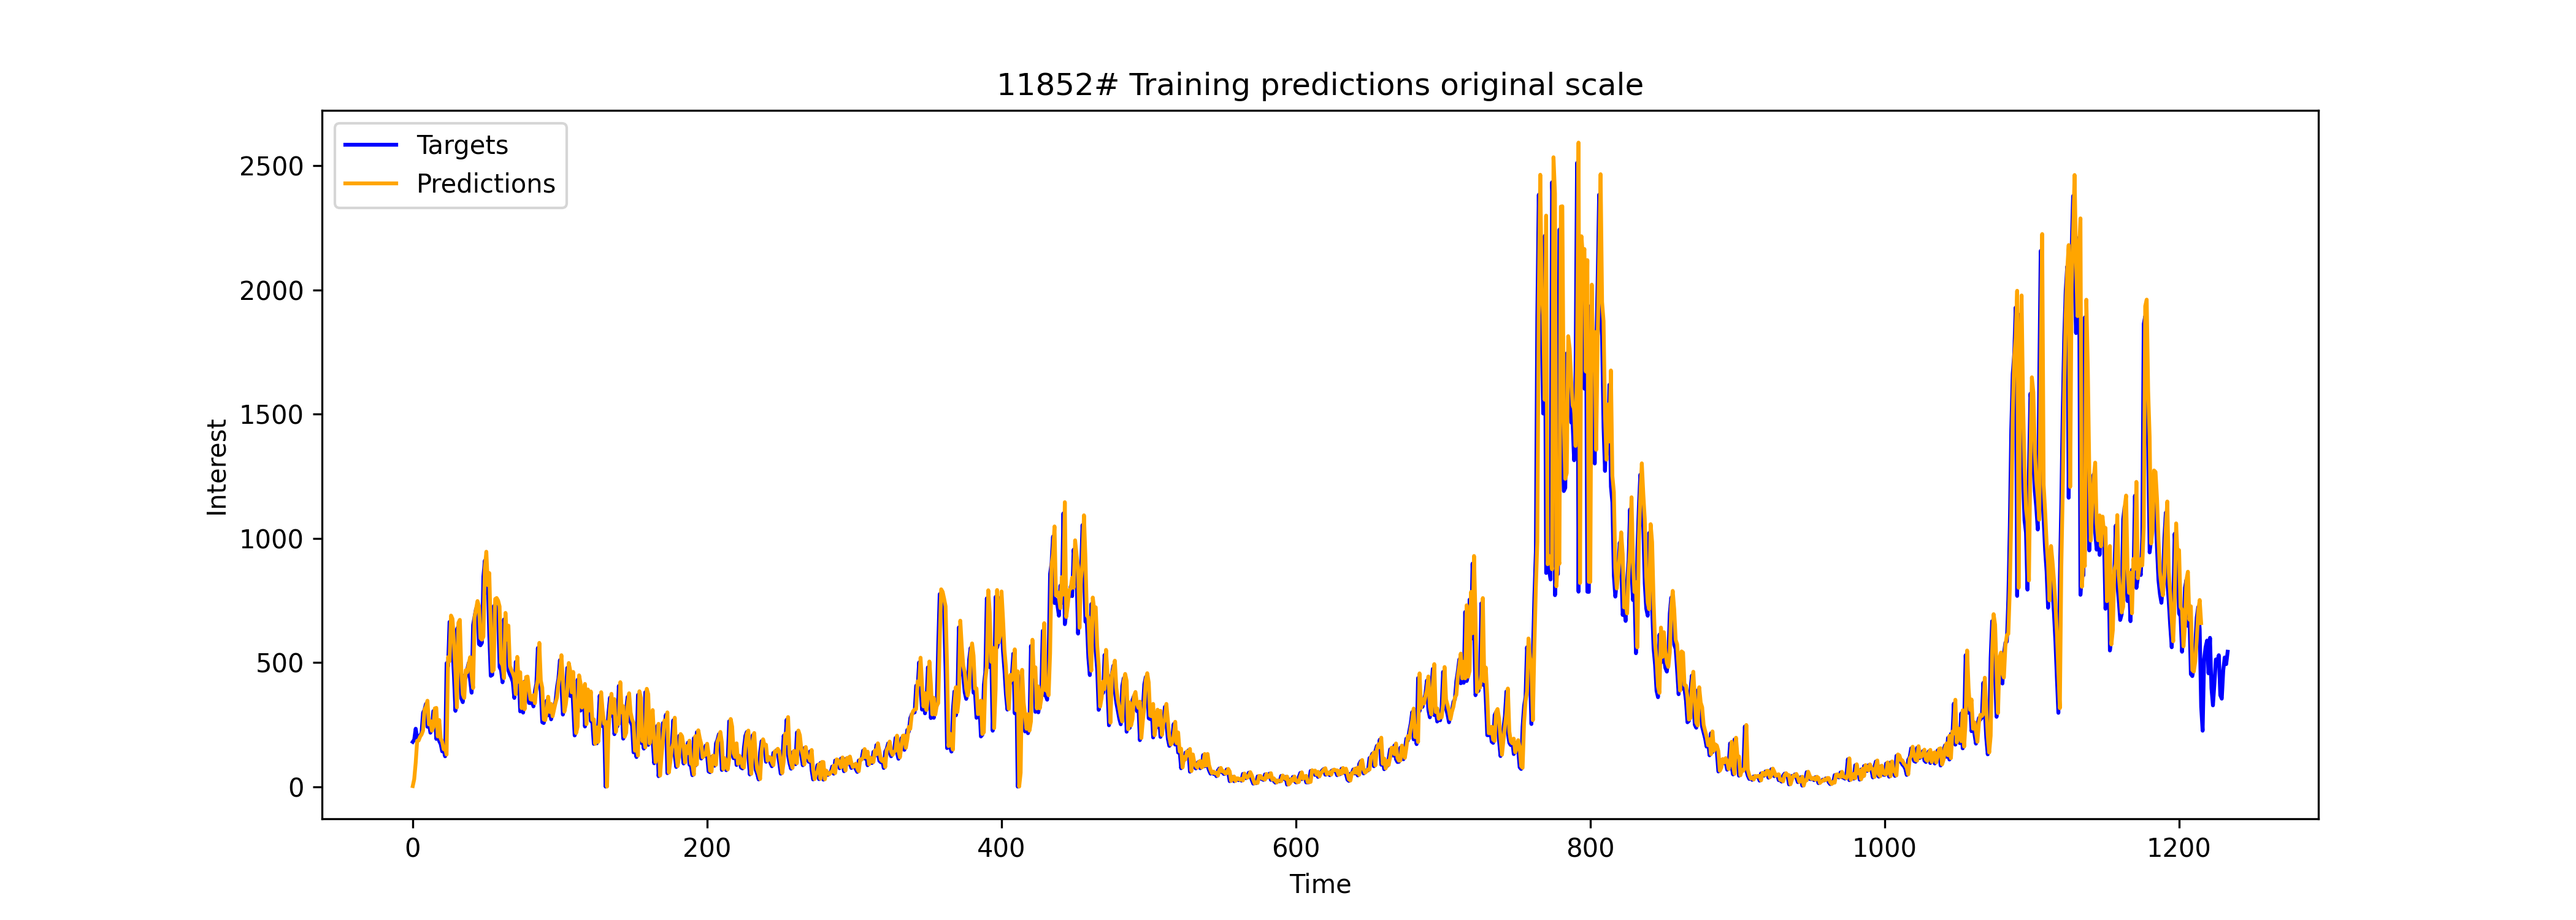 11852# Training predictions original scale
Targets
Predictions
2500
2000
1500
1000
500
0
Interest
0 200 400 600 800 1000 1200
Time